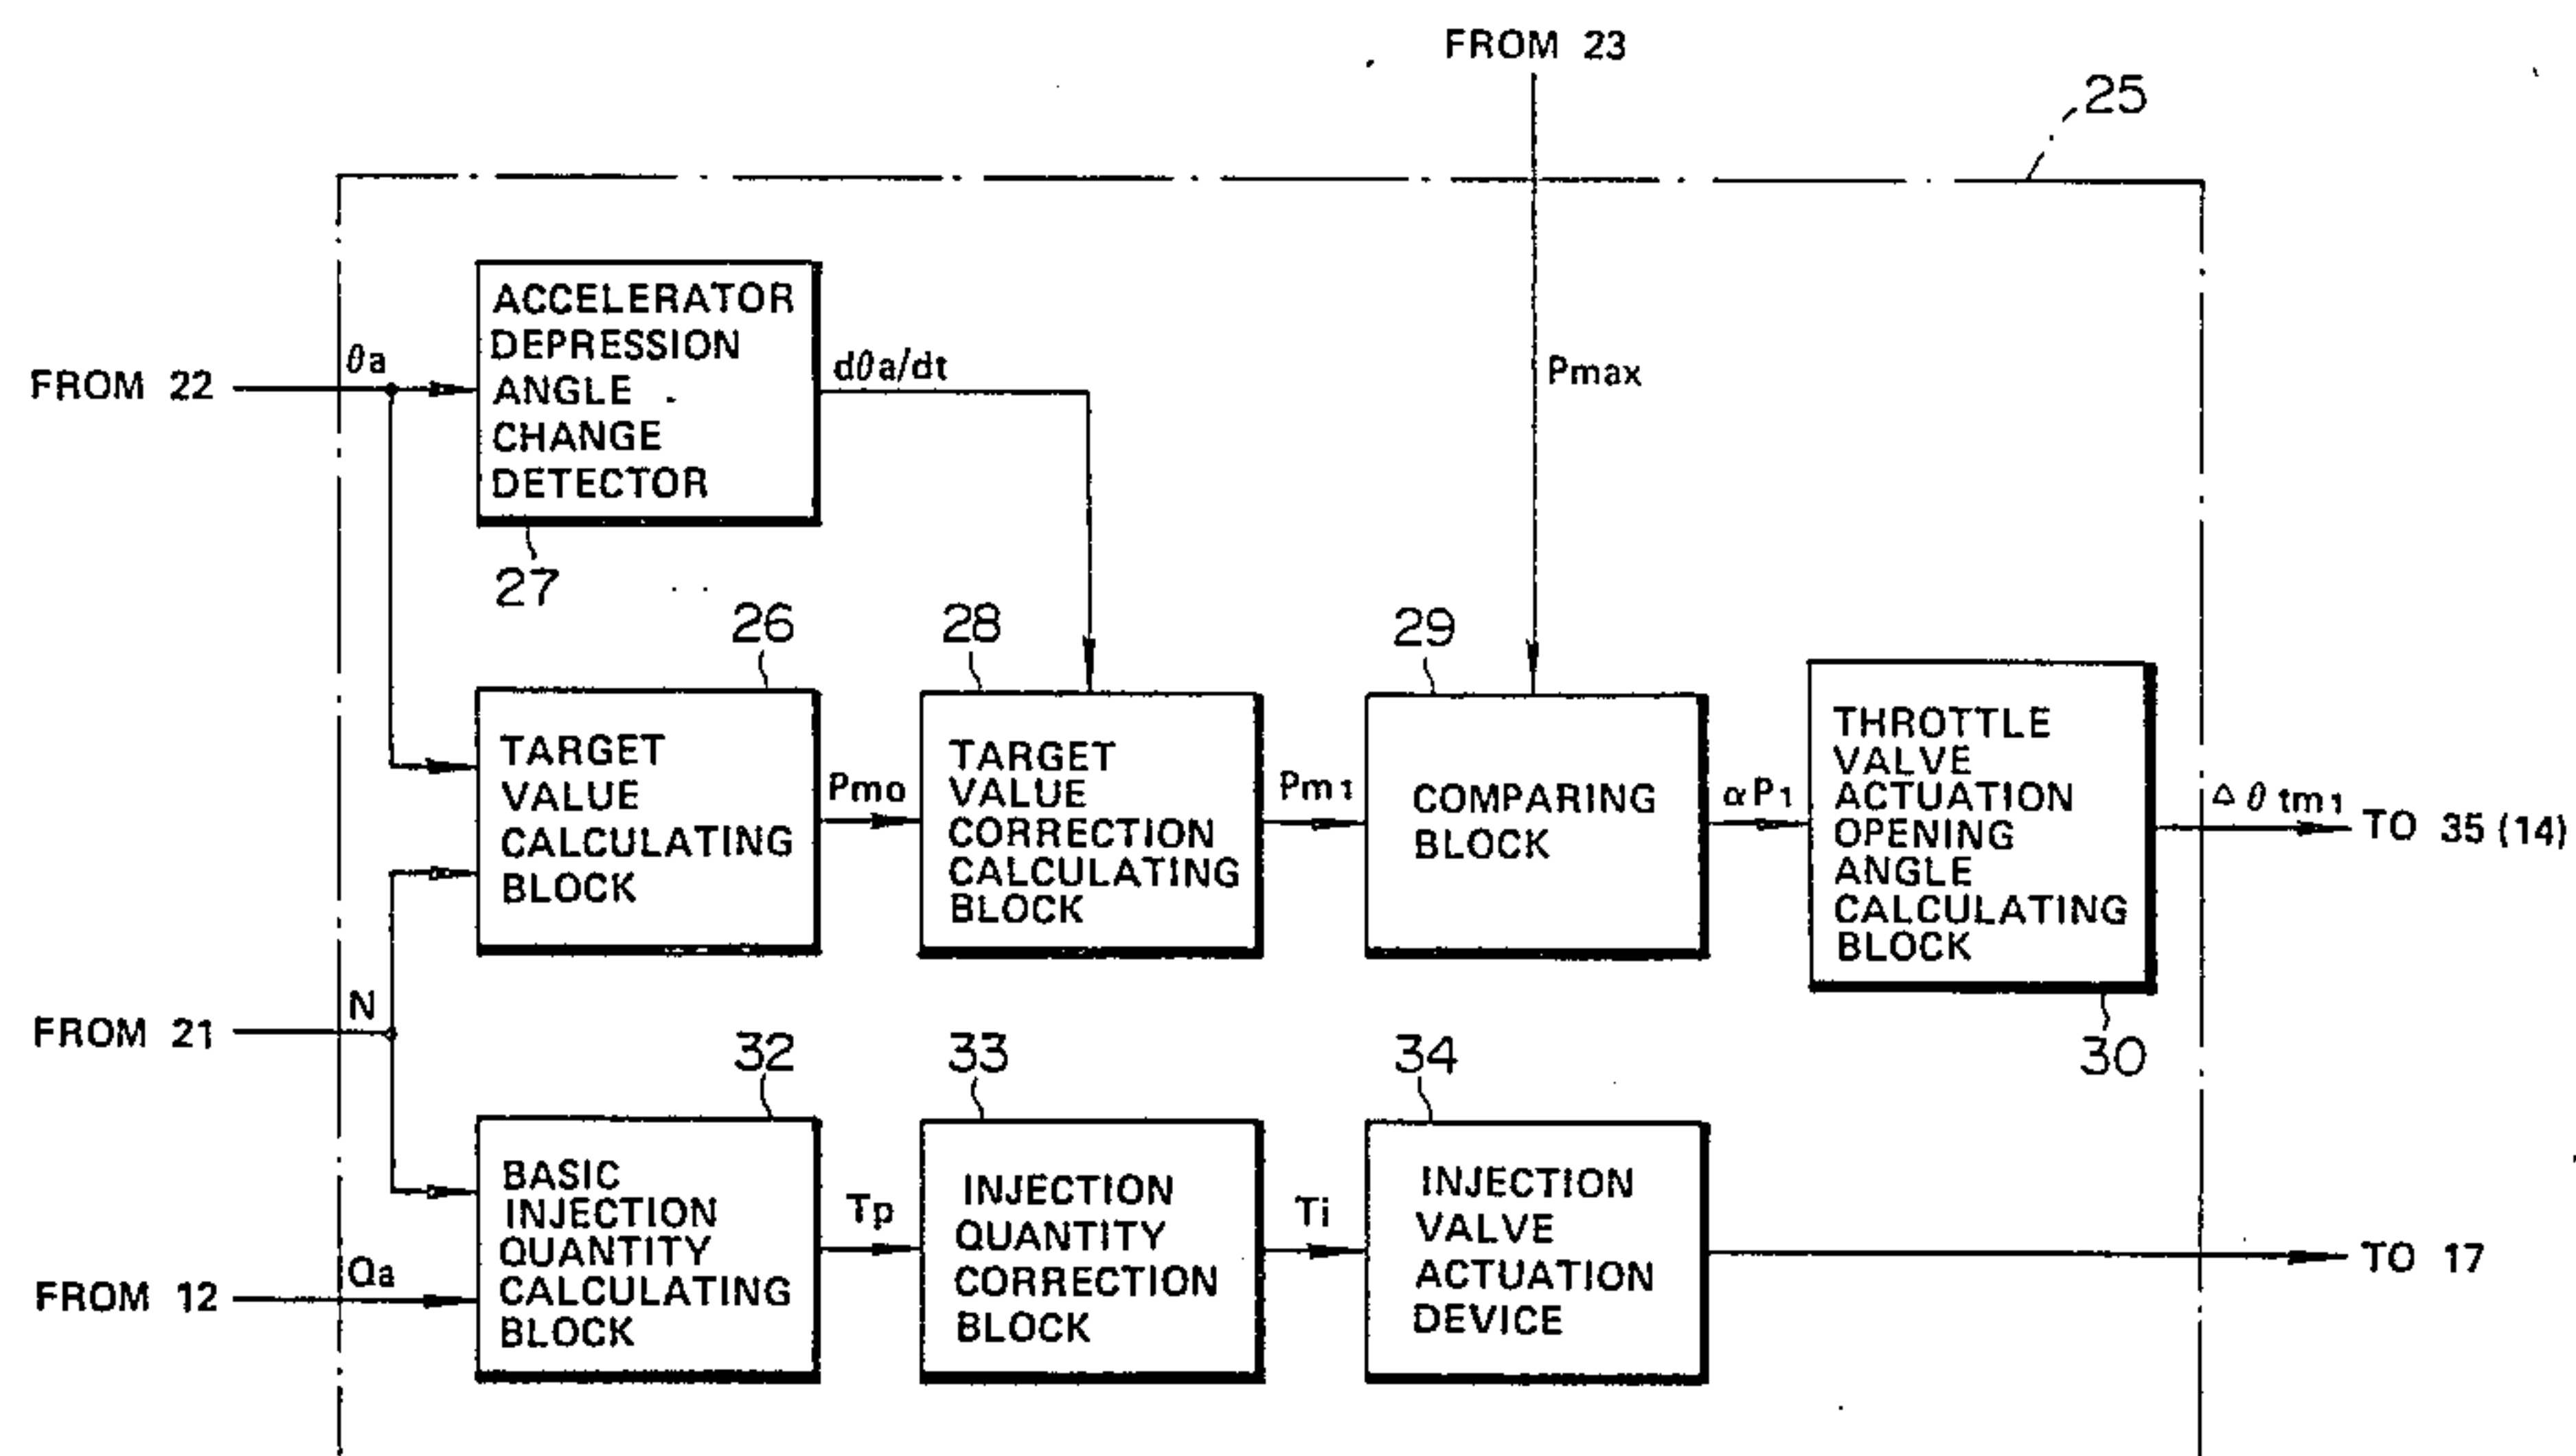 FROM 23
25
ACCELERATOR
DEPRESSION
ANGLE
CHANGE
DETECTOR
FROM 22
θa
dθa/dt
Pmax
27
26
28
29
TARGET
VALUE
CALCULATING
BLOCK
Pmo
TARGET
VALUE
CORRECTION
CALCULATING
BLOCK
Pm1
COMPARING
BLOCK
αP1
THROTTLE
VALVE
ACTUATION
OPENING
ANGLE
CALCULATING
BLOCK
Δθtm1
TO 35 (14)
30
FROM 21
N
32
33
34
BASIC
INJECTION
QUANTITY
CALCULATING
BLOCK
Tp
INJECTION
QUANTITY
CORRECTION
BLOCK
Ti
INJECTION
VALVE
ACTUATION
DEVICE
TO 17
FROM 12
Qa